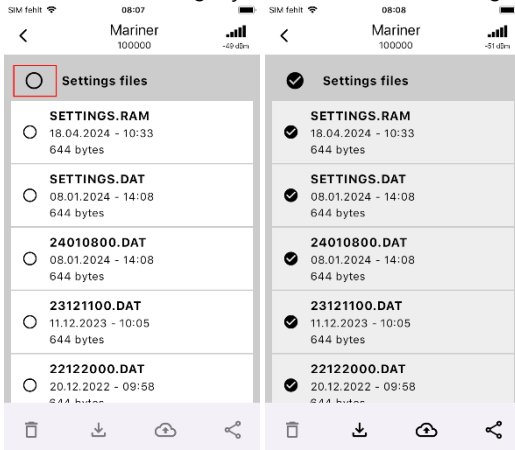 SIM fehlt 08:07
Mariner
100000
-49 dBm
Settings files
SETTINGS.RAM
18.04.2024 - 10:33
644 bytes
SETTINGS.DAT
08.01.2024 - 14:08
644 bytes
24010800.DAT
08.01.2024 - 14:08
644 bytes
23121100.DAT
11.12.2023 - 10:05
644 bytes
22122000.DAT
20.12.2022 - 09:58
644 bytes
SIM fehlt 08:08
Mariner
100000
-51 dBm
Settings files
SETTINGS.RAM
18.04.2024 - 10:33
644 bytes
SETTINGS.DAT
08.01.2024 - 14:08
644 bytes
24010800.DAT
08.01.2024 - 14:08
644 bytes
23121100.DAT
11.12.2023 - 10:05
644 bytes
22122000.DAT
20.12.2022 - 09:58
644 bytes